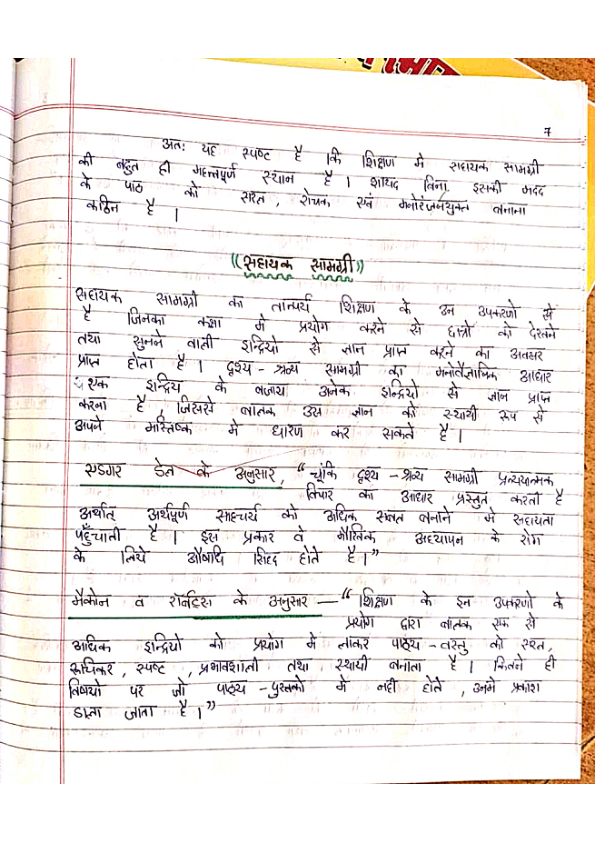 7
अतः यह स्पष्ट है कि शिक्षण में सहायक सामग्री
की बहुत ही महत्त्वपूर्ण स्थान है । शायद बिना इसकी मदद
के पाठ को सरल, रोचक एवं मनोरंजनयुक्त बनाना
कठिन है ।
((सहायक सामग्री))
सहायक सामग्री का तात्पर्य शिक्षण के उन उपकरणो से
है जिनका कक्षा मे प्रयोग करने से छात्रो को देखने
तथा सुनने वाली इन्द्रियो से ज्ञान प्राप्त करने का अवसर
प्राप्त होता है । दृश्य - श्रव्य सामग्री का मनोवैज्ञानिक आधार
इन्द्रिय के बजाय अनेक इन्द्रियो से ज्ञान प्राप्त
करना है , जिससे बालक उस ज्ञान को स्थायी रूप से
अपने मस्तिष्क मे धारण कर सकते है ।
एडगर डेल के अनुसार, “ चूंकि दृश्य - श्रव्य सामग्री प्रत्ययात्मक
विचार का आधार प्रस्तुत करती है
अर्थात् अर्थपूर्ण साहचर्य को अधिक सबल बनाने मे सहायता
पहुँचाती है । इस प्रकार वे मौखिक अध्यापन के रोग
के लिये औषधि सिद्ध होते है ।”
मैकोन व रॉबर्ट्स के अनुसार — “ शिक्षण के इन उपकरणो के
प्रयोग द्वारा बालक एक से
अधिक इन्द्रियो को प्रयोग मे लाकर पाठ्य - वस्तु को सरल,
रूचिकर , स्पष्ट , प्रभावशाली तथा स्थायी बनाता है । कितने ही
विषयो पर जो पाठ्य - पुस्तको मे नही होते , उनमे प्रकाश
डाला जाता है ।”